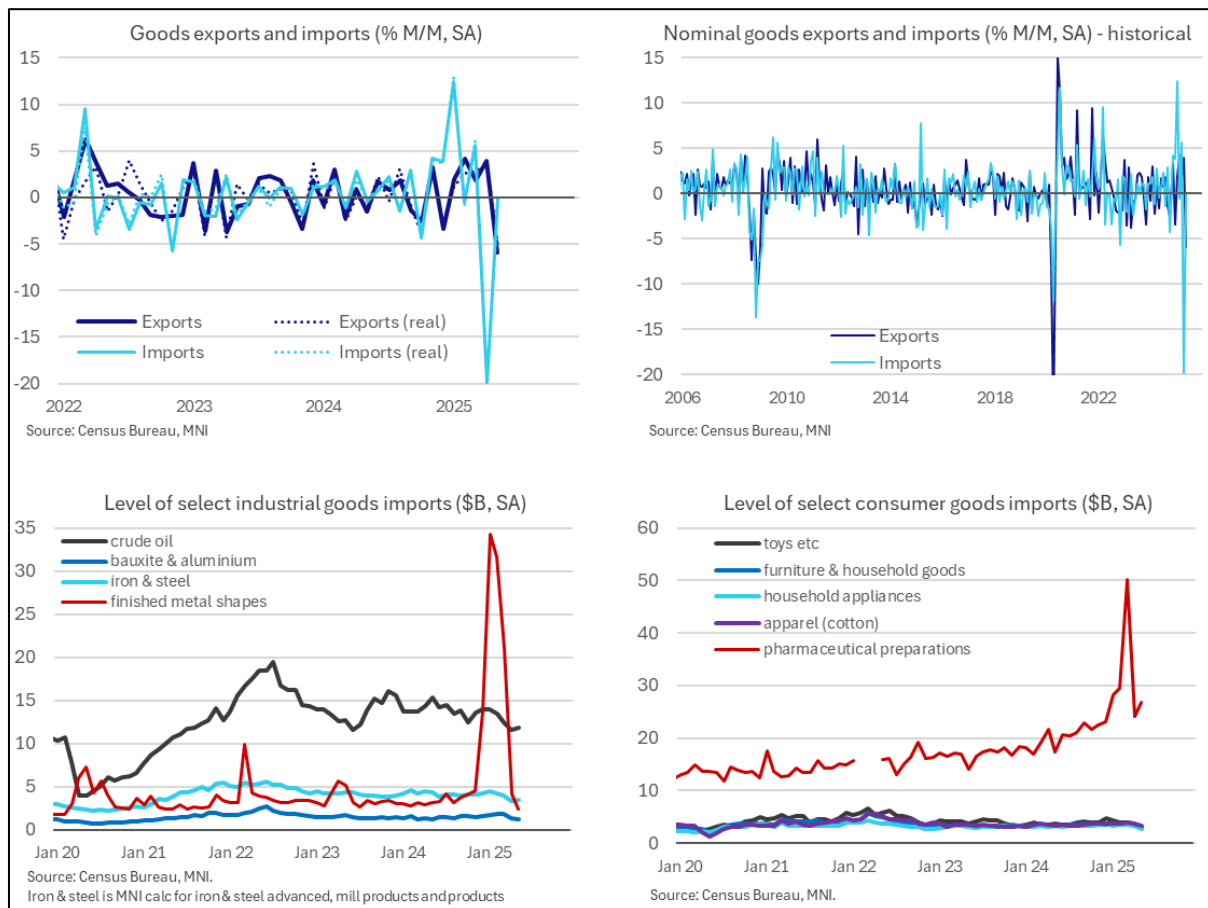 Goods exports and imports (% M/M, SA)
15
10
5
0
-5
-10
-15
-20
Exports
Exports (real)
Imports
Imports (real)
2022
2023
2024
2025
Source: Census Bureau, MNI
Nominal goods exports and imports (% M/M, SA) - historical
15
10
5
0
-5
-10
-15
-20
Exports
Imports
2006
2010
2014
2018
2022
Source: Census Bureau, MNI
Level of select industrial goods imports ($B, SA)
35
30
25
20
15
10
5
0
crude oil
bauxite & aluminium
iron & steel
finished metal shapes
Jan 20
Jan 21
Jan 22
Jan 23
Jan 24
Jan 25
Source: Census Bureau, MNI.
Iron & steel is MNI calc for iron & steel advanced, mill products and products
Level of select consumer goods imports ($B, SA)
60
50
40
30
20
10
0
toys etc
furniture & household goods
household appliances
apparel (cotton)
pharmaceutical preparations
Jan 20
Jan 21
Jan 22
Jan 23
Jan 24
Jan 25
Source: Census Bureau, MNI.